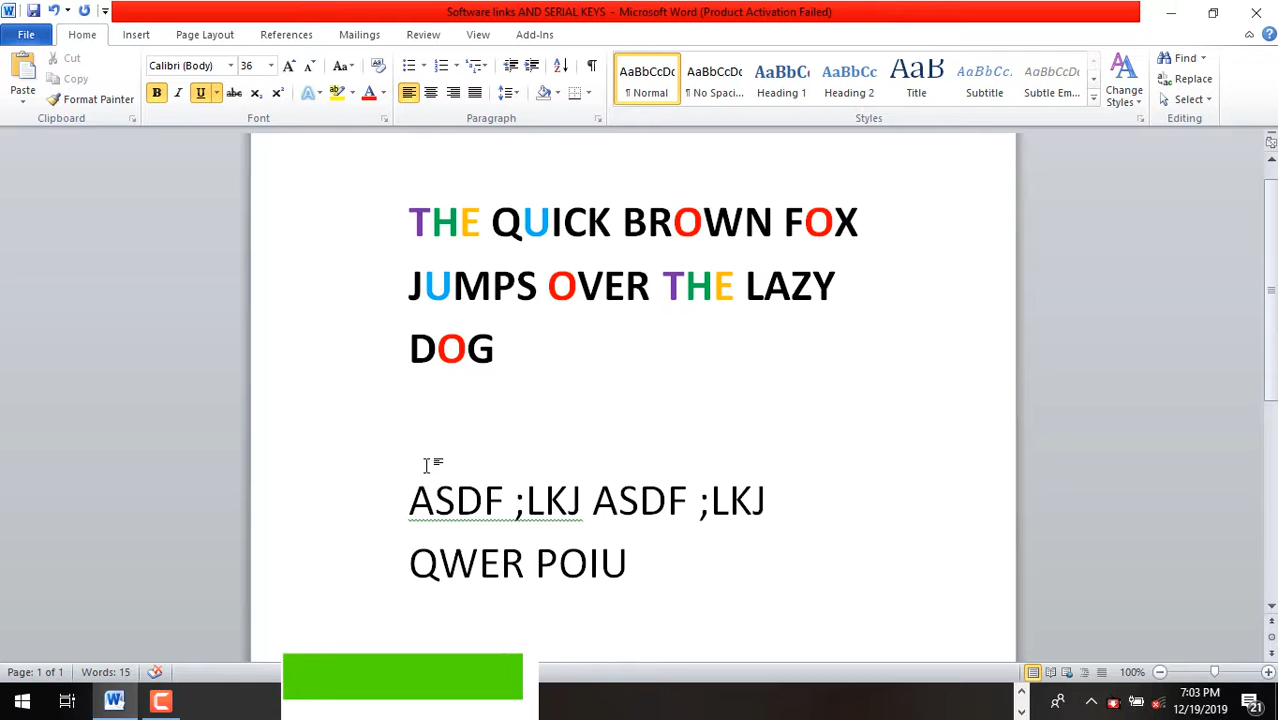 Software links AND SERIAL KEYS - Microsoft Word (Product Activation Failed)
File Home Insert Page Layout References Mailings Review View Add-Ins
Paste
Cut
Copy
Format Painter
Clipboard
Calibri (Body) 36
Font
Paragraph
AaBbCcDc AaBbCcDc AaBbC AaBbCc AaB AaBbCcDc AaBbCcDc
¶ Normal ¶ No Spaci... Heading 1 Heading 2 Title Subtitle Subtle Em...
Change
Styles
Styles
Find
Replace
Select
Editing
THE QUICK BROWN FOX
JUMPS OVER THE LAZY
DOG
ASDF ;LKJ ASDF ;LKJ
QWER POIU
Page: 1 of 1 Words: 15 100%
7:03 PM
12/19/2019
21